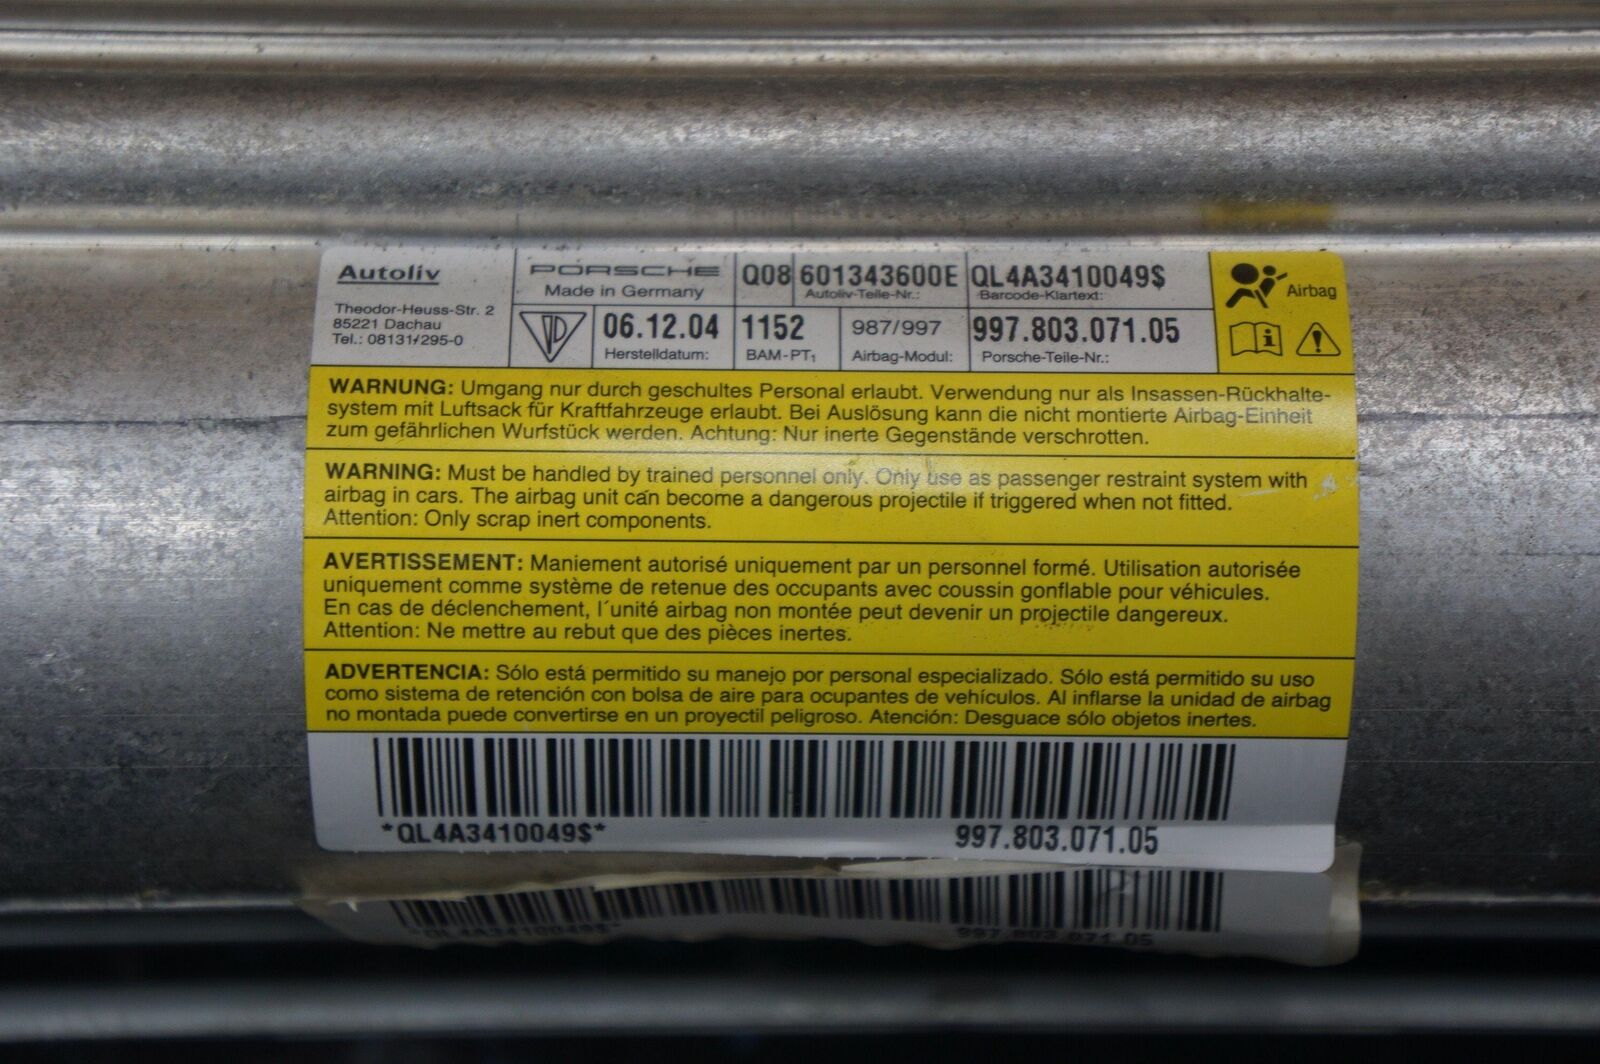 Autoliv
Theodor-Heuss-Str. 2
85221 Dachau
Tel.: 08131/295-0
PORSCHE
Made in Germany
Q08
601343600E
Autoliv-Teile-Nr.:
QL4A3410049$
Barcode-Klartext:
06.12.04
Herstelldatum:
1152
BAM-PT1
987/997
Airbag-Modul:
997.803.071.05
Porsche-Teile-Nr.:
Airbag
WARNUNG: Umgang nur durch geschultes Personal erlaubt. Verwendung nur als Insassen-Rückhalte-
system mit Luftsack für Kraftfahrzeuge erlaubt. Bei Auslösung kann die nicht montierte Airbag-Einheit
zum gefährlichen Wurfstück werden. Achtung: Nur inerte Gegenstände verschrotten.
WARNING: Must be handled by trained personnel only. Only use as passenger restraint system with
airbag in cars. The airbag unit can become a dangerous projectile if triggered when not fitted.
Attention: Only scrap inert components.
AVERTISSEMENT: Maniement autorisé uniquement par un personnel formé. Utilisation autorisée
uniquement comme système de retenue des occupants avec coussin gonflable pour véhicules.
En cas de déclenchement, l´unité airbag non montée peut devenir un projectile dangereux.
Attention: Ne mettre au rebut que des pièces inertes.
ADVERTENCIA: Sólo está permitido su manejo por personal especializado. Sólo está permitido su uso
como sistema de retención con bolsa de aire para ocupantes de vehículos. Al inflarse la unidad de airbag
no montada puede convertirse en un proyectil peligroso. Atención: Desguace sólo objetos inertes.
*QL4A3410049$* 997.803.071.05
*QL4A3410049$* 997.803.071.05